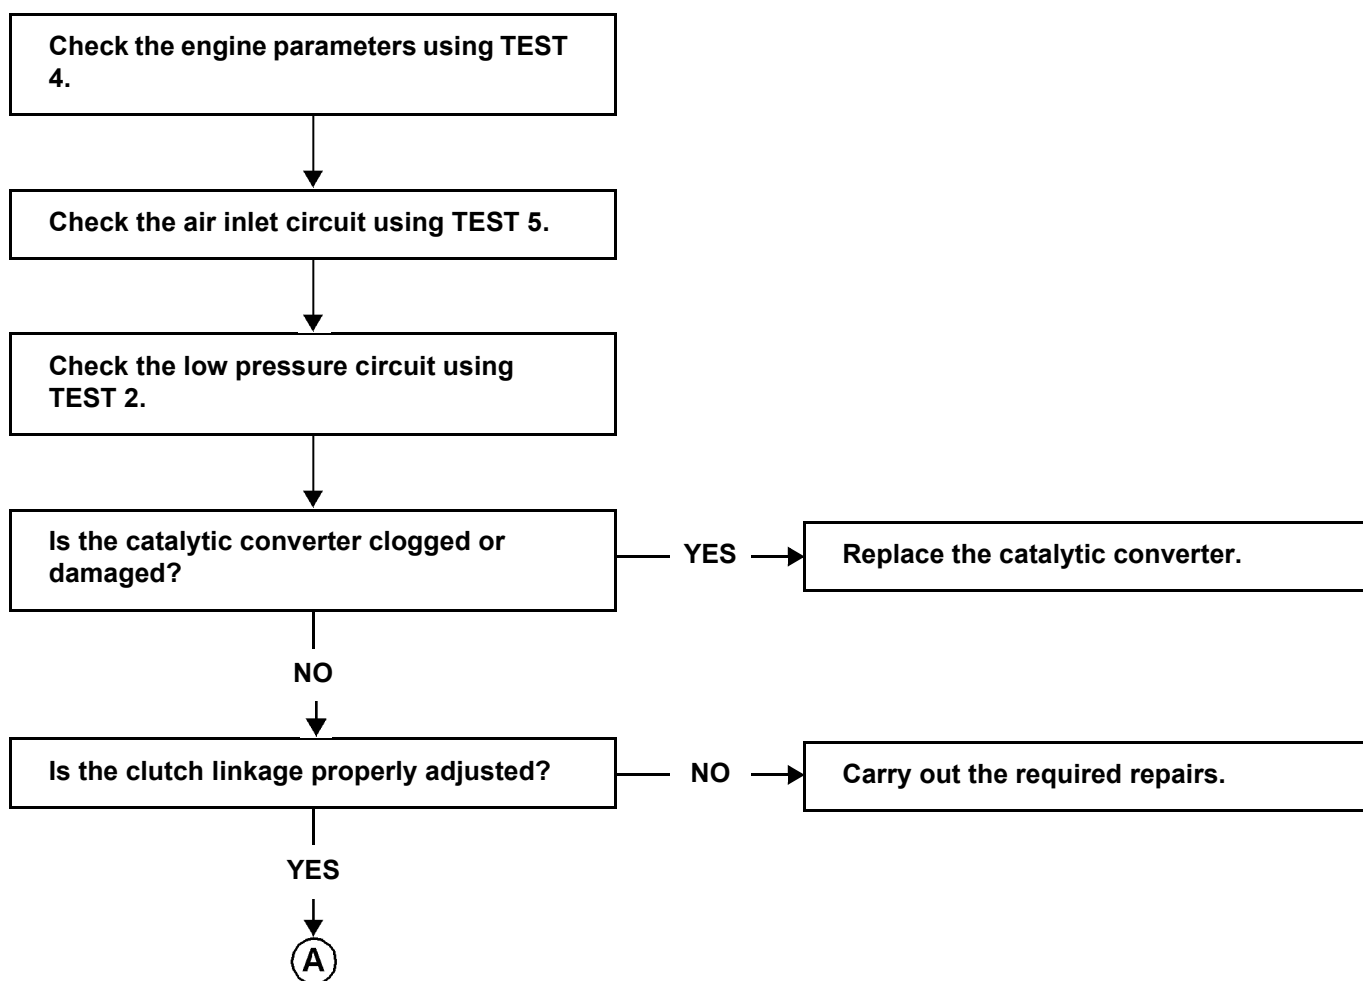 Check the engine parameters using TEST
4.
Check the air inlet circuit using TEST 5.
Check the low pressure circuit using
TEST 2.
Is the catalytic converter clogged or
damaged?
YES
Replace the catalytic converter.
NO
Is the clutch linkage properly adjusted?
NO
Carry out the required repairs.
YES
A